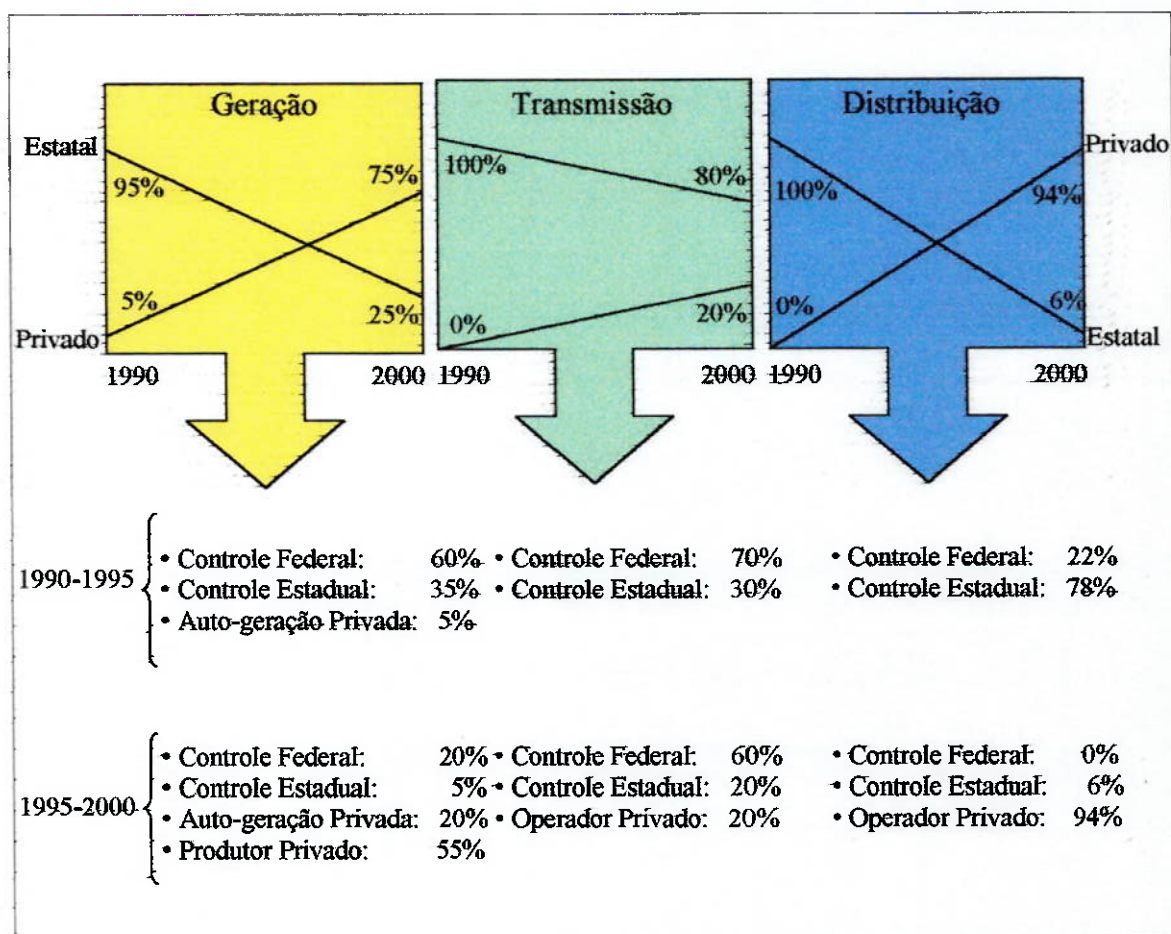 Geração Transmissão Distribuição
Estatal Privado
95% 75% 100% 80% 100% 94%
5% 25% 0% 20% 0% 6%
Privado Estatal
1990 2000 1990 2000 1990 2000
1990-1995
• Controle Federal: 60% • Controle Federal: 70% • Controle Federal: 22%
• Controle Estadual: 35% • Controle Estadual: 30% • Controle Estadual: 78%
• Auto-geração Privada: 5%
1995-2000
• Controle Federal: 20% • Controle Federal: 60% • Controle Federal: 0%
• Controle Estadual: 5% • Controle Estadual: 20% • Controle Estadual: 6%
• Auto-geração Privada: 20% • Operador Privado: 20% • Operador Privado: 94%
• Produtor Privado: 55%